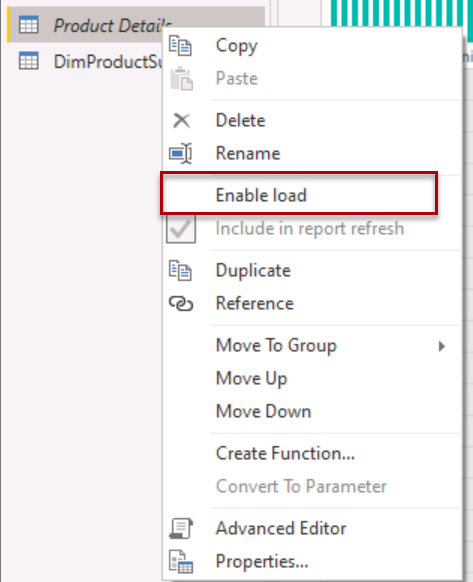 Product Details
DimProductSu
Copy
Paste
Delete
Rename
Enable load
Include in report refresh
Duplicate
Reference
Move To Group
Move Up
Move Down
Create Function...
Convert To Parameter
Advanced Editor
Properties...